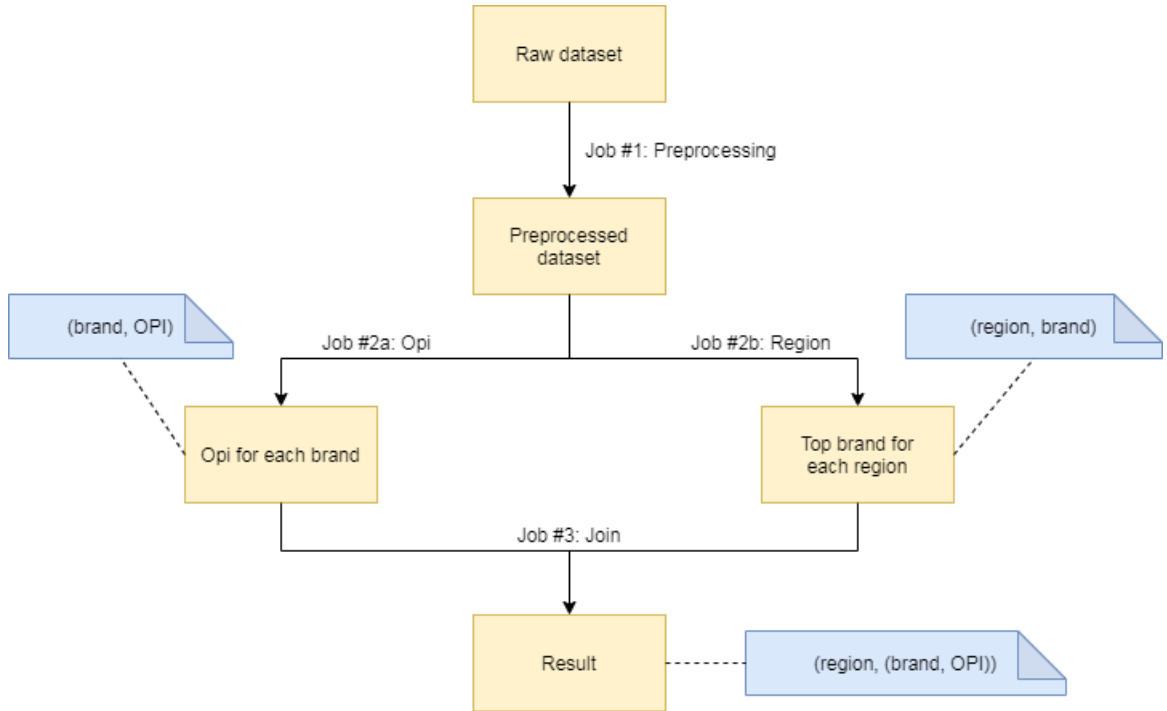 Raw dataset
Job #1: Preprocessing
Preprocessed
dataset
(brand, OPI)
(region, brand)
Job #2a: Opi
Job #2b: Region
Opi for each brand
Top brand for
each region
Job #3: Join
Result
(region, (brand, OPI))